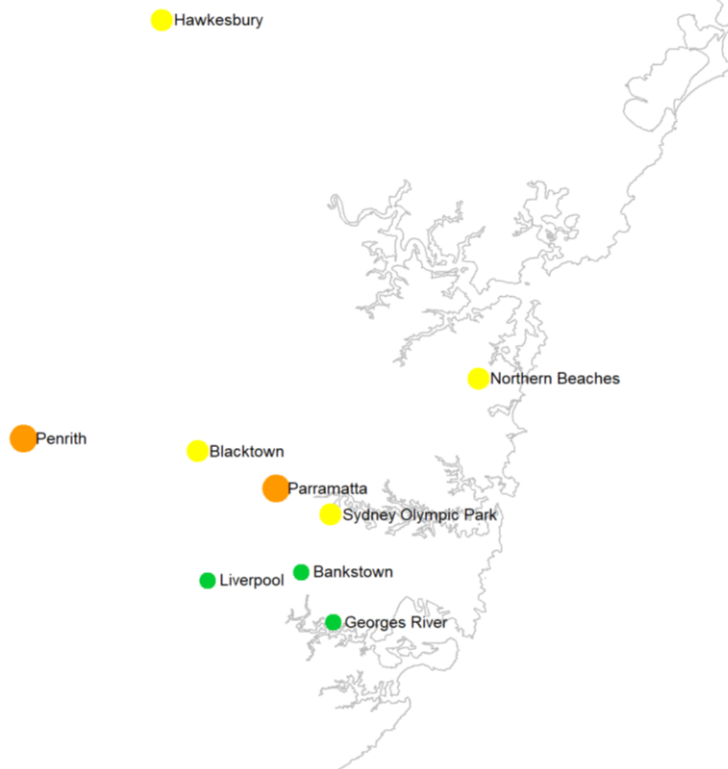 Hawkesbury
Northern Beaches
Penrith
Blacktown
Parramatta
Sydney Olympic Park
Bankstown
Liverpool
Georges River